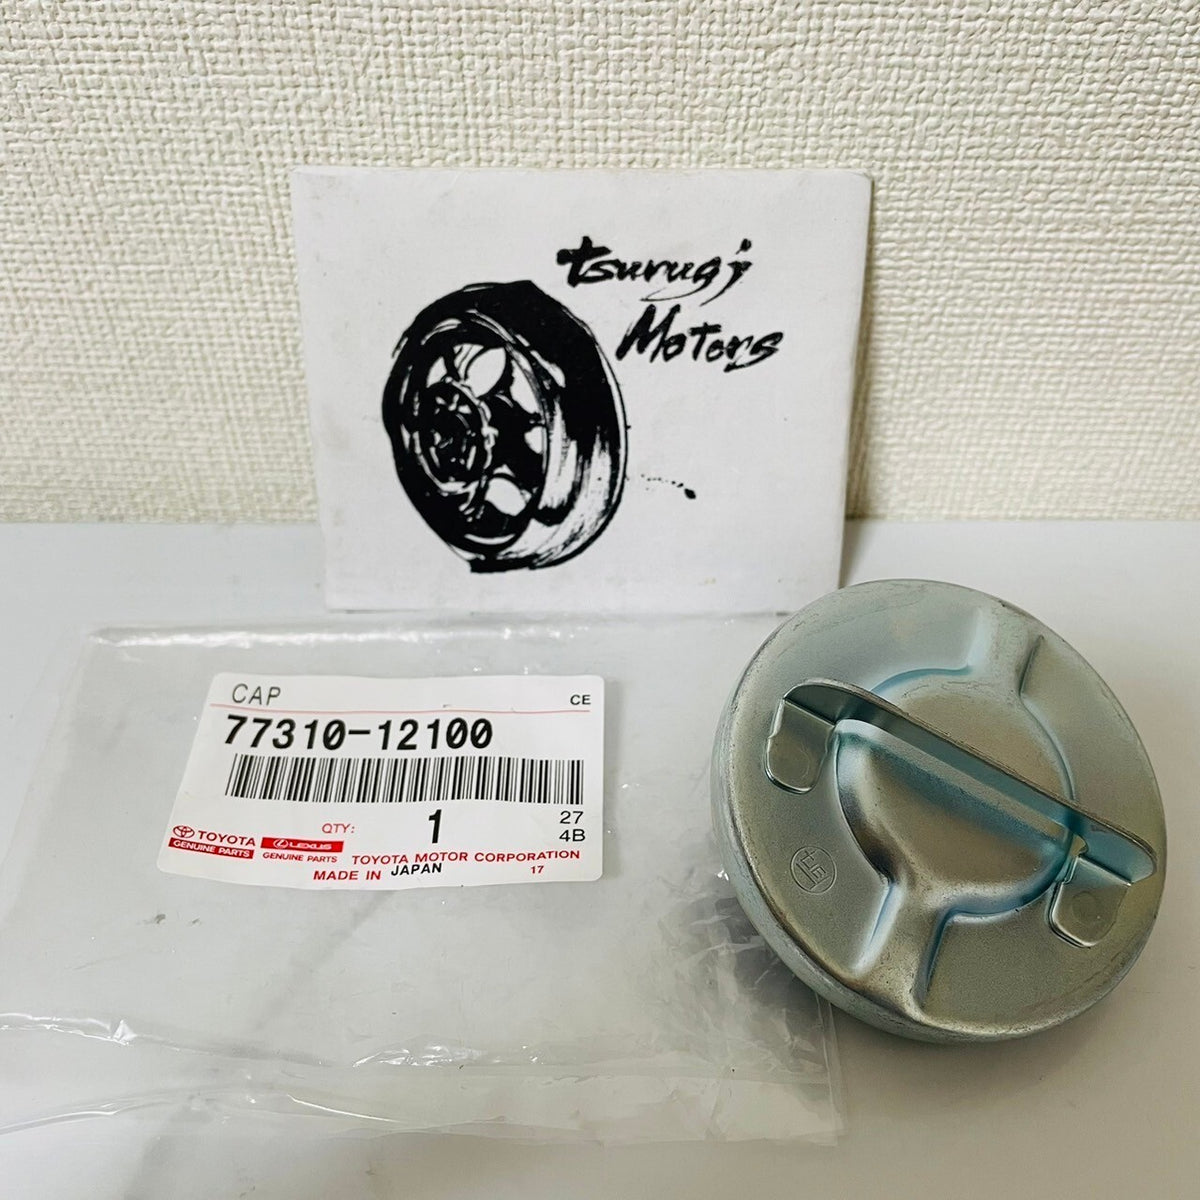 tsurugi
Motors
CAP CE
77310-12100
QTY: 1 27
4B
TOYOTA
GENUINE PARTS
LEXUS
GENUINE PARTS
TOYOTA MOTOR CORPORATION
MADE IN JAPAN 17